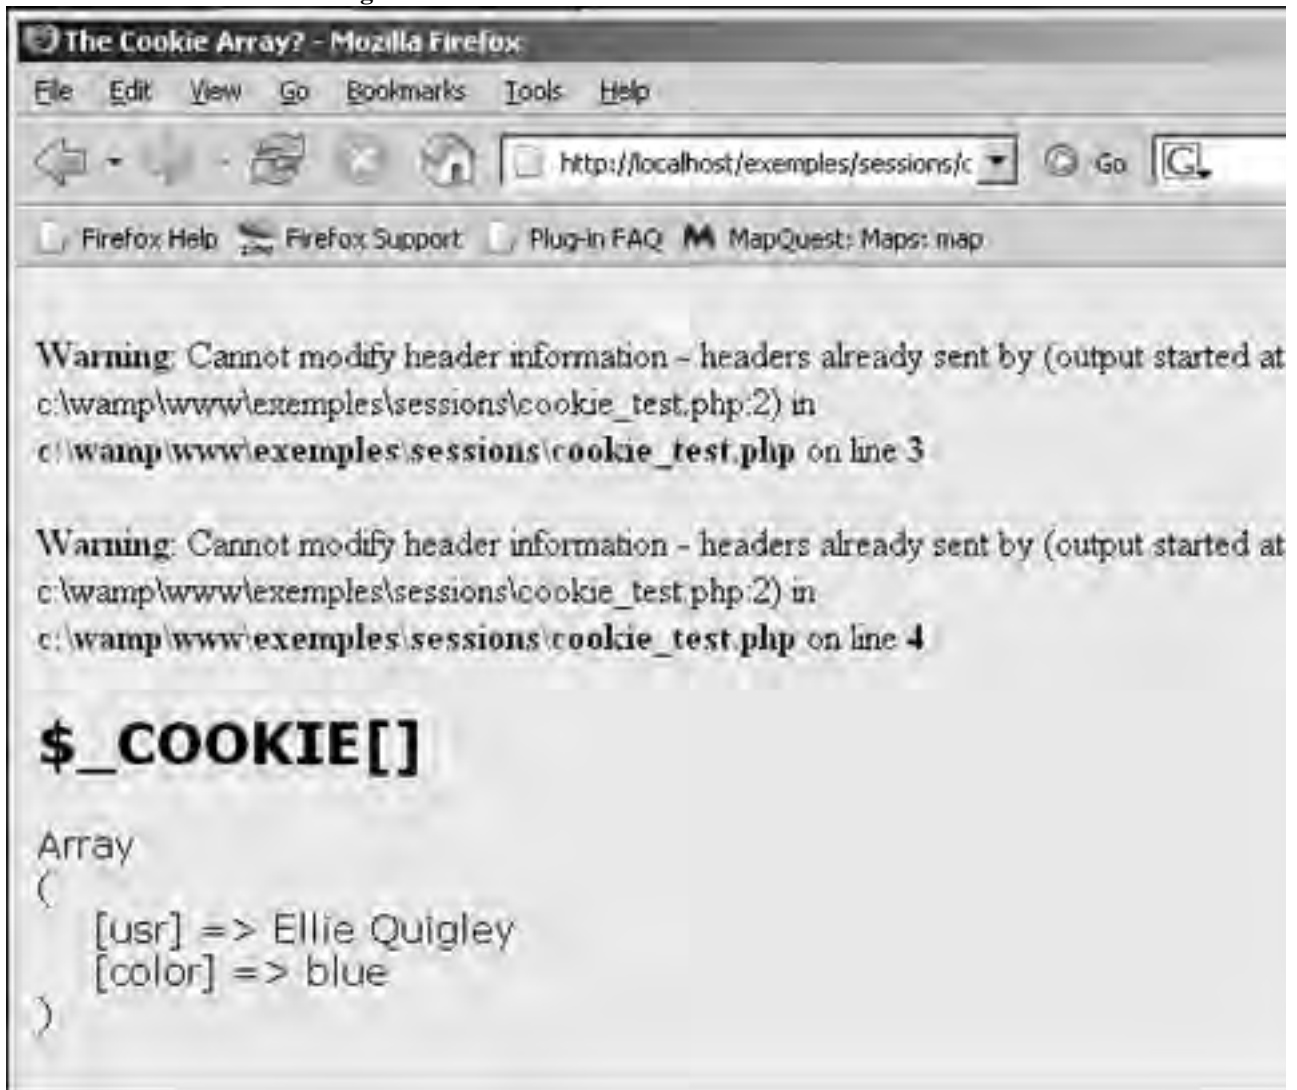 The Cookie Array? - Mozilla Firefox
File Edit View Go Bookmarks Tools Help
http://localhost/exemples/sessions/c Go G
Firefox Help Firefox Support Plug-in FAQ MapQuest: Maps: map
Warning: Cannot modify header information - headers already sent by (output started at
c:\wamp\www\exemples\sessions\cookie_test.php:2) in
c:\wamp\www\exemples\sessions\cookie_test.php on line 3
Warning: Cannot modify header information - headers already sent by (output started at
c:\wamp\www\exemples\sessions\cookie_test.php:2) in
c:\wamp\www\exemples\sessions\cookie_test.php on line 4
$_COOKIE[]
Array
(
[usr] => Ellie Quigley
[color] => blue
)